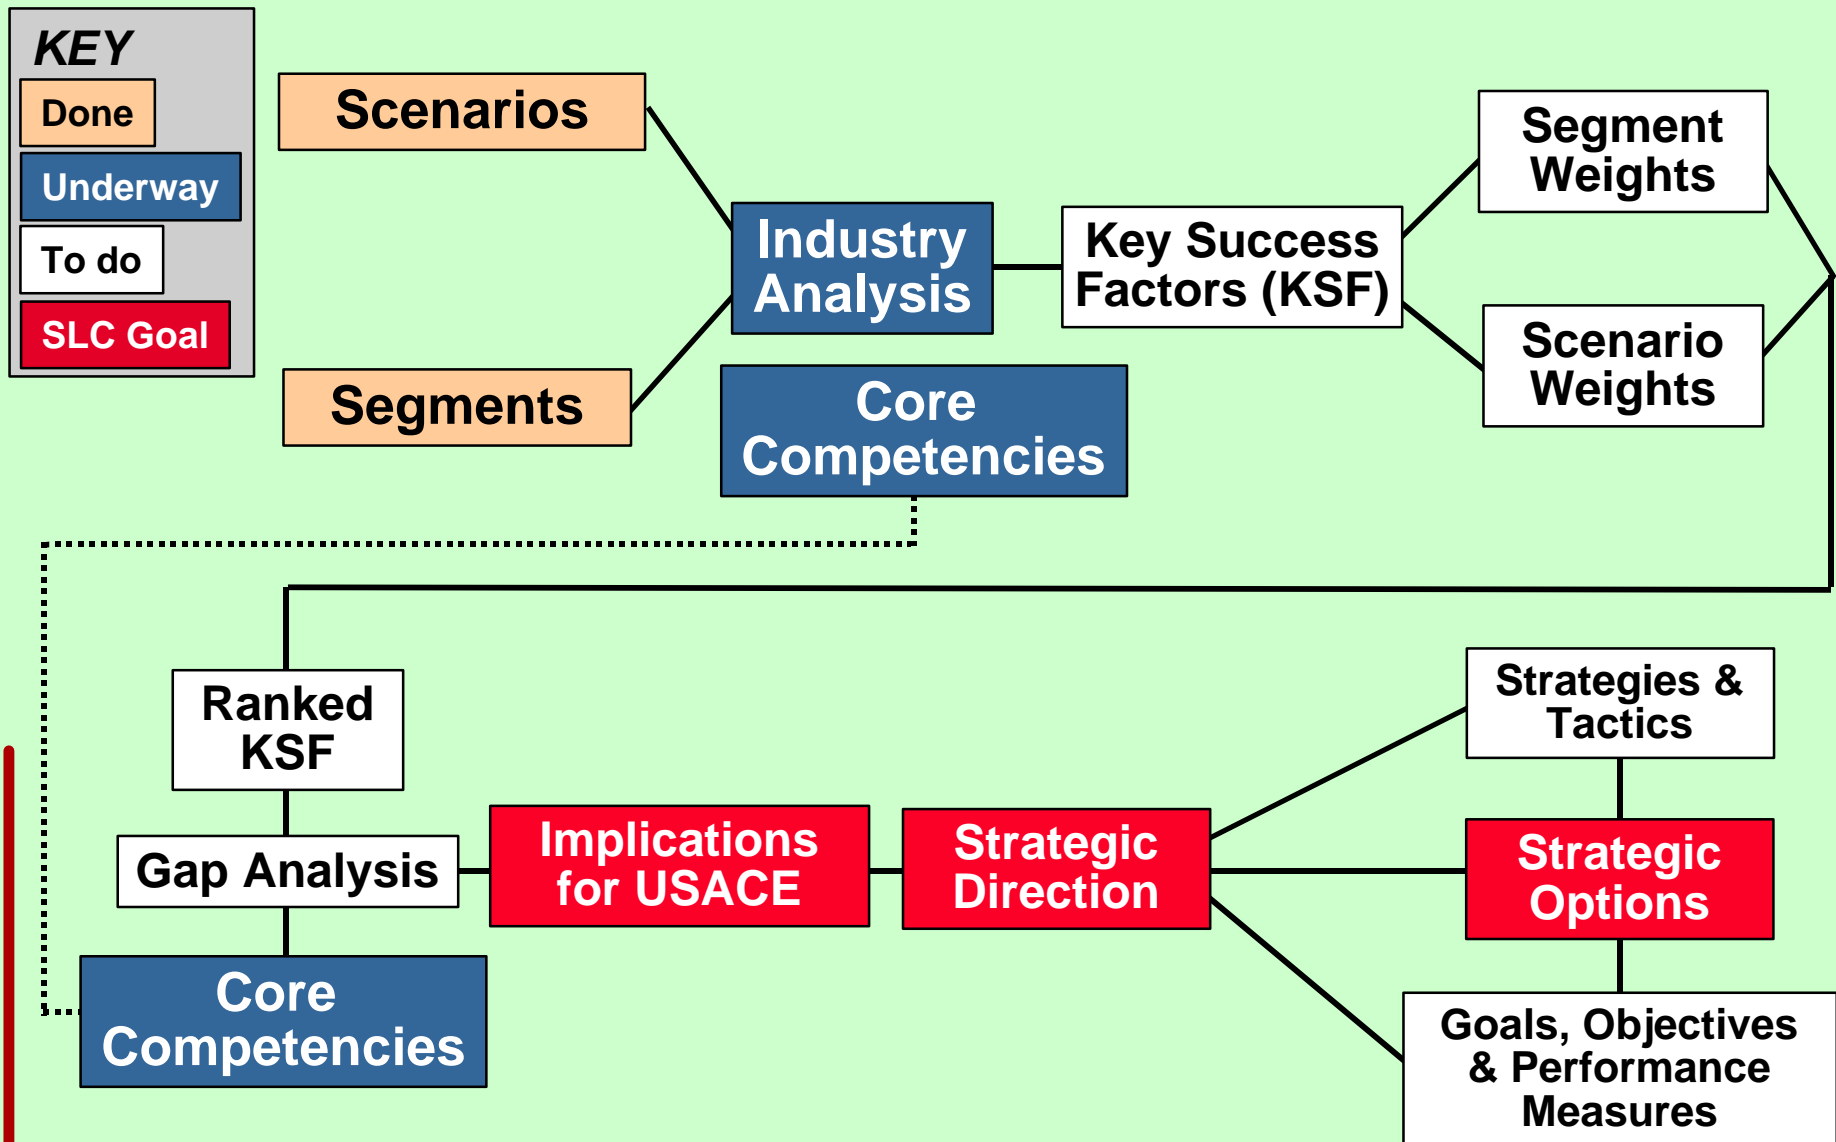 KEY
Done
Underway
To do
SLC Goal
Scenarios
Segments
Industry
Analysis
Core
Competencies
Key Success
Factors (KSF)
Segment
Weights
Scenario
Weights
Ranked
KSF
Gap Analysis
Core
Competencies
Implications
for USACE
Strategic
Direction
Strategies &
Tactics
Strategic
Options
Goals, Objectives
& Performance
Measures